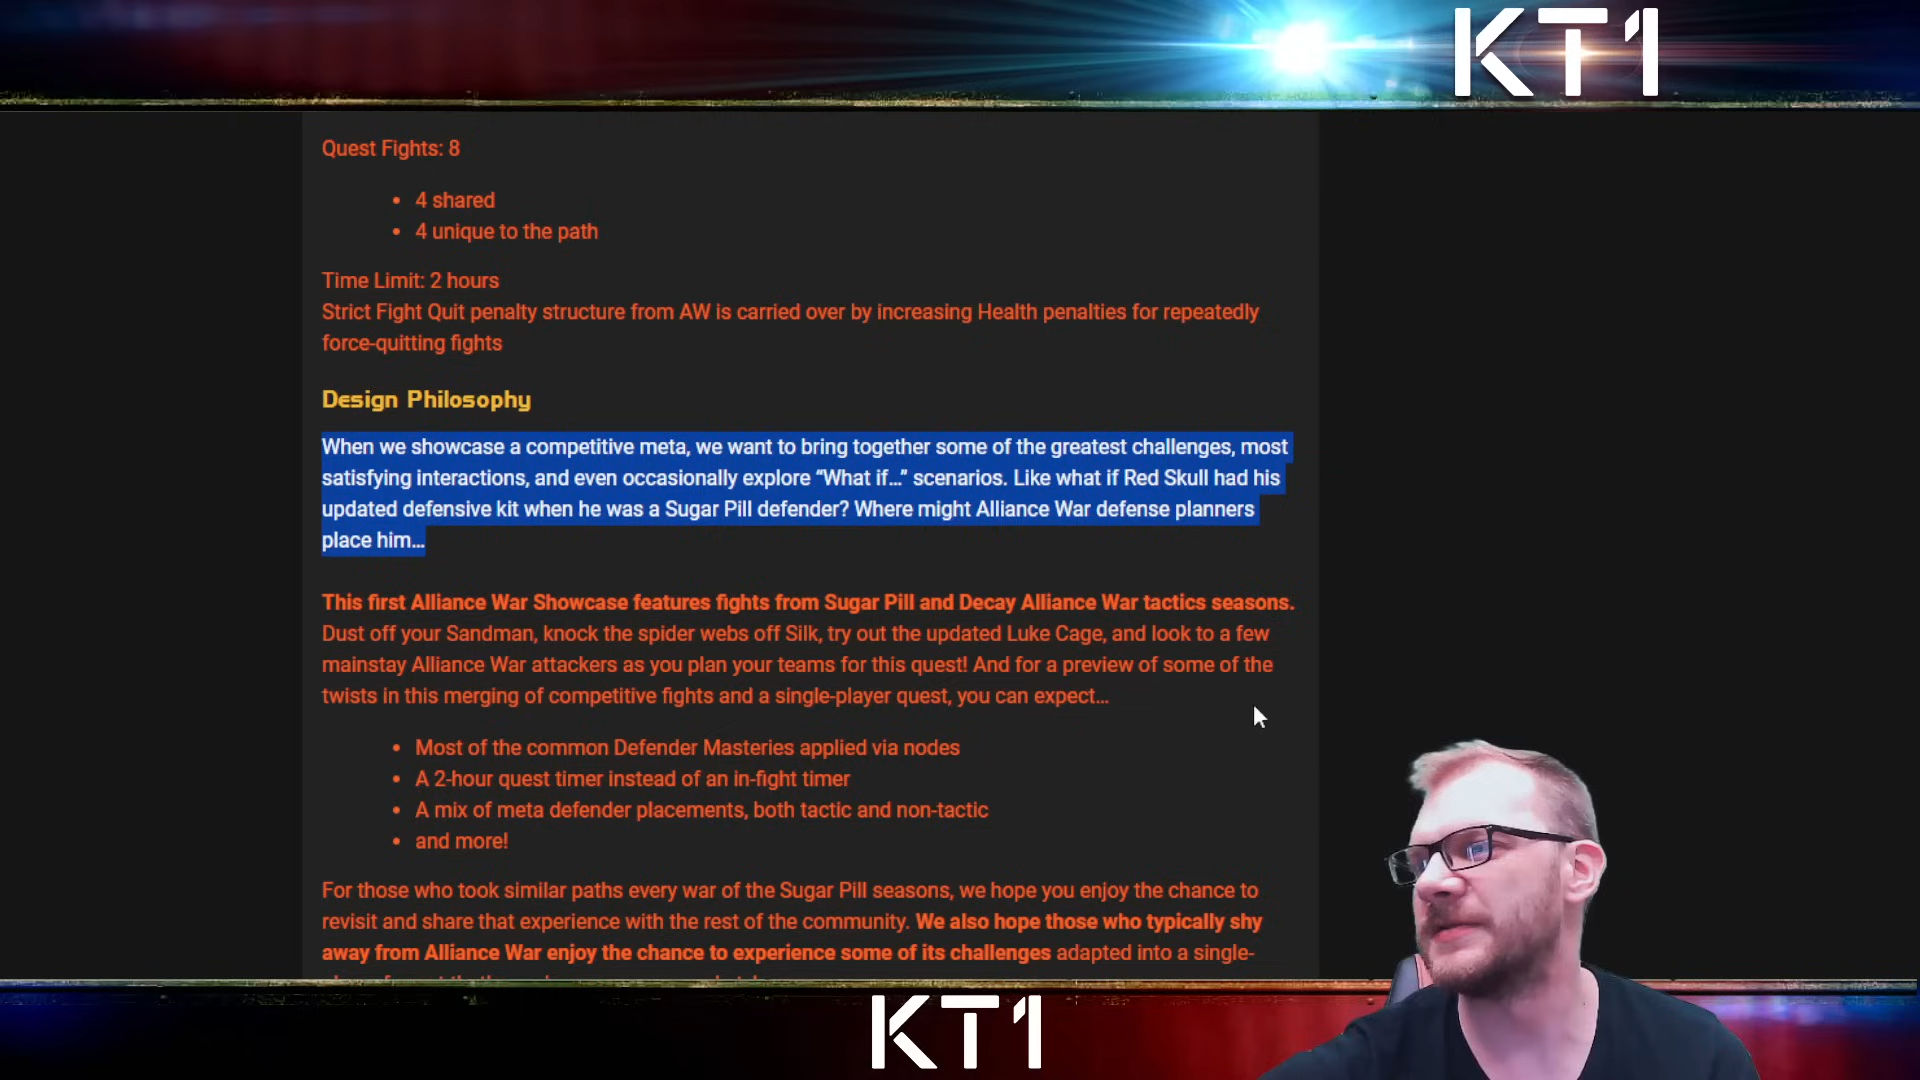 KT1
Quest Fights: 8
• 4 shared
• 4 unique to the path
Time Limit: 2 hours
Strict Fight Quit penalty structure from AW is carried over by increasing Health penalties for repeatedly
force-quitting fights
Design Philosophy
When we showcase a competitive meta, we want to bring together some of the greatest challenges, most
satisfying interactions, and even occasionally explore “What if...” scenarios. Like what if Red Skull had his
updated defensive kit when he was a Sugar Pill defender? Where might Alliance War defense planners
place him...
This first Alliance War Showcase features fights from Sugar Pill and Decay Alliance War tactics seasons.
Dust off your Sandman, knock the spider webs off Silk, try out the updated Luke Cage, and look to a few
mainstay Alliance War attackers as you plan your teams for this quest! And for a preview of some of the
twists in this merging of competitive fights and a single-player quest, you can expect...
• Most of the common Defender Masteries applied via nodes
• A 2-hour quest timer instead of an in-fight timer
• A mix of meta defender placements, both tactic and non-tactic
• and more!
For those who took similar paths every war of the Sugar Pill seasons, we hope you enjoy the chance to
revisit and share that experience with the rest of the community. We also hope those who typically shy
away from Alliance War enjoy the chance to experience some of its challenges adapted into a single-
KT1